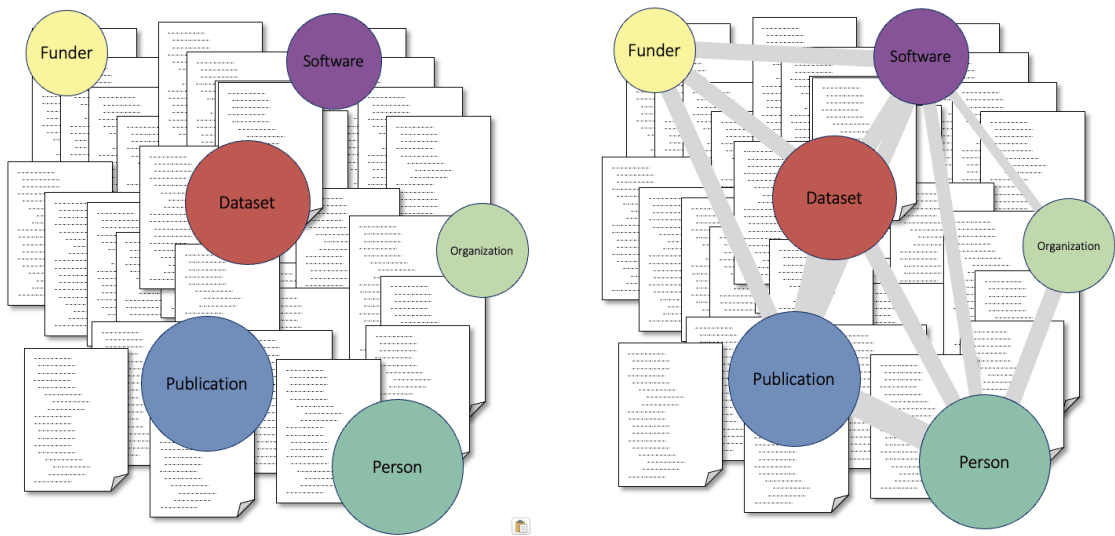 Funder
Software
Dataset
Organization
Publication
Person
Funder
Software
Dataset
Organization
Publication
Person